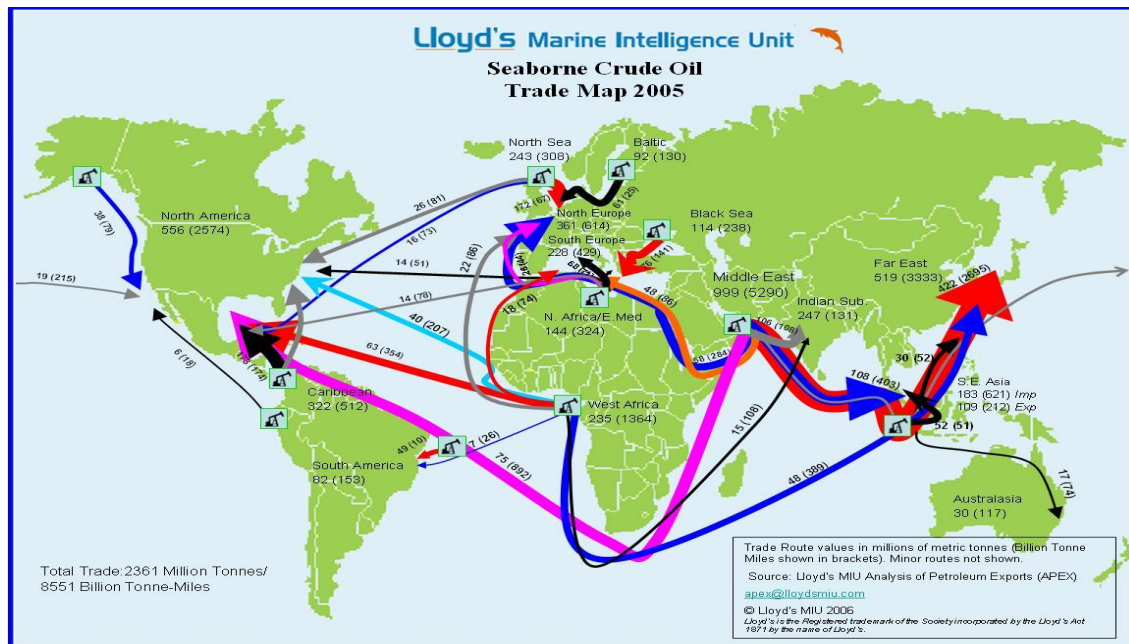 Lloyd's Marine Intelligence Unit
Seaborne Crude Oil
Trade Map 2005
North Sea
243 (308)
Baltic
92 (130)
38 (79)
North America
556 (2574)
26 (81)
16 (73)
172 (67)
61 (25)
North Europe
361 (614)
South Europe
228 (429)
Black Sea
114 (238)
Far East
519 (3333)
422 (2695)
19 (215)
14 (51)
22 (86)
Middle East
999 (5290)
Indian Sub.
247 (131)
14 (78)
18 (74)
N. Africa/E.Med
144 (324)
48 (86)
106 (106)
58 (284)
40 (207)
63 (354)
6 (18)
30 (52)
108 (403)
S.E. Asia
183 (621) Imp
109 (212) Exp
Caribbean
322 (512)
West Africa
235 (1364)
52 (51)
15 (108)
49 (10)
7 (26)
South America
82 (153)
75 (892)
48 (389)
17 (74)
Australasia
30 (117)
Total Trade:2361 Million Tonnes/
8551 Billion Tonne-Miles
Trade Route values in millions of metric tonnes (Billion Tonne
Miles shown in brackets). Minor routes not shown.
Source: Lloyd's MIU Analysis of Petroleum Exports (APEX)
apex@lloydsmiu.com
© Lloyd's MIU 2006
Lloyd's is the Registered trademark of the Society incorporated by the Lloyd's Act
1871 by the name of Lloyd's.